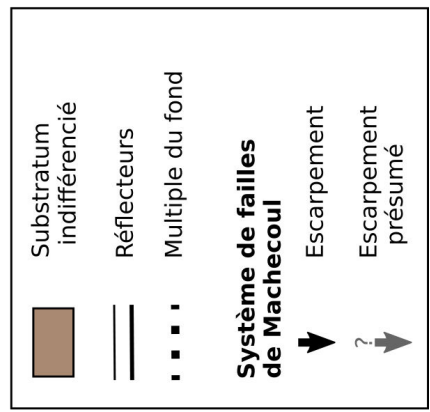 Substratum
indifférencié
Réflecteurs
Multiple du fond
Système de failles
de Machecoul
Escarpement
?
Escarpement
présumé